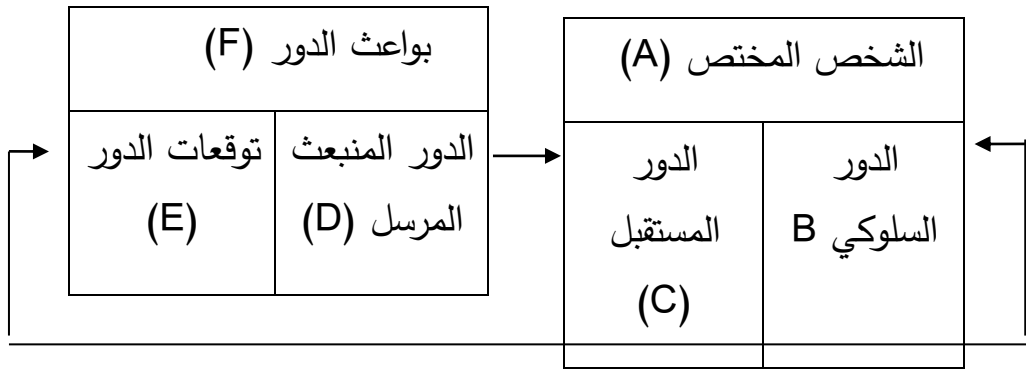 الشخص المختص (A)
الدور
السلوكي B
الدور
المستقبل
(C)
بواعث الدور (F)
الدور المنبعث
المرسل (D)
توقعات الدور
(E)